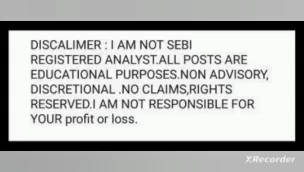 DISCALIMER : I AM NOT SEBI
REGISTERED ANALYST.ALL POSTS ARE
EDUCATIONAL PURPOSES.NON ADVISORY,
DISCRETIONAL .NO CLAIMS,RIGHTS
RESERVED.I AM NOT RESPONSIBLE FOR
YOUR profit or loss.
XRecorder